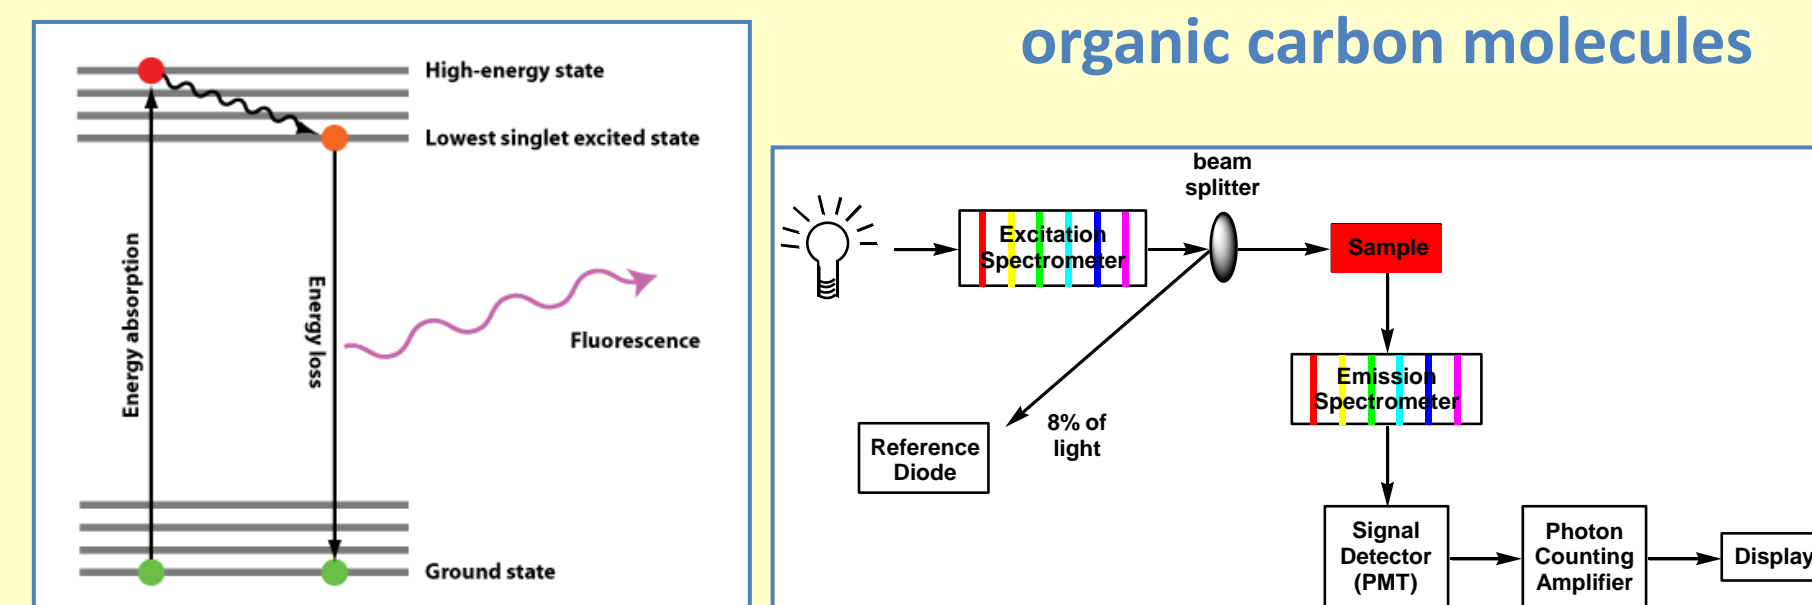 organic carbon molecules
High-energy state
Lowest singlet excited state
Energy absorption
Energy loss
Fluorescence
Ground state
beam
splitter
Excitation
Spectrometer
Sample
Emission
Spectrometer
8% of
light
Reference
Diode
Signal
Detector
(PMT)
Photon
Counting
Amplifier
Display